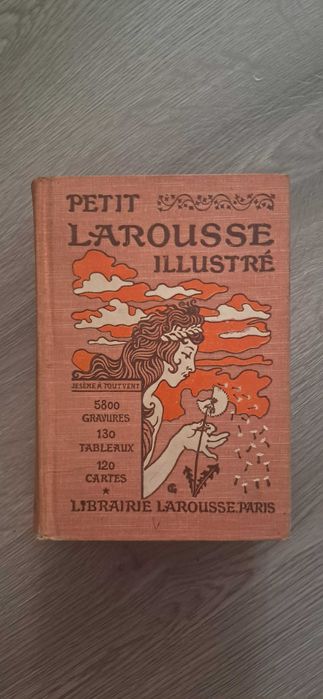 PETIT
LAROUSSE
ILLUSTRÉ
JE SÈME À TOUT VENT
5800
GRAVURES
130
TABLEAUX
120
CARTES
LIBRAIRIE LAROUSSE, PARIS